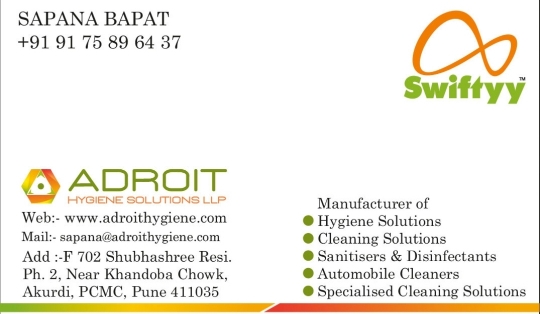 SAPANA BAPAT
+91 91 75 89 64 37
Swiftyy™
ADROIT
HYGIENE SOLUTIONS LLP
Web:- www.adroithygiene.com
Mail:- sapana@adroithygiene.com
Add :-F 702 Shubhashree Resi.
Ph. 2, Near Khandoba Chowk,
Akurdi, PCMC, Pune 411035
Manufacturer of
Hygiene Solutions
Cleaning Solutions
Sanitisers & Disinfectants
Automobile Cleaners
Specialised Cleaning Solutions